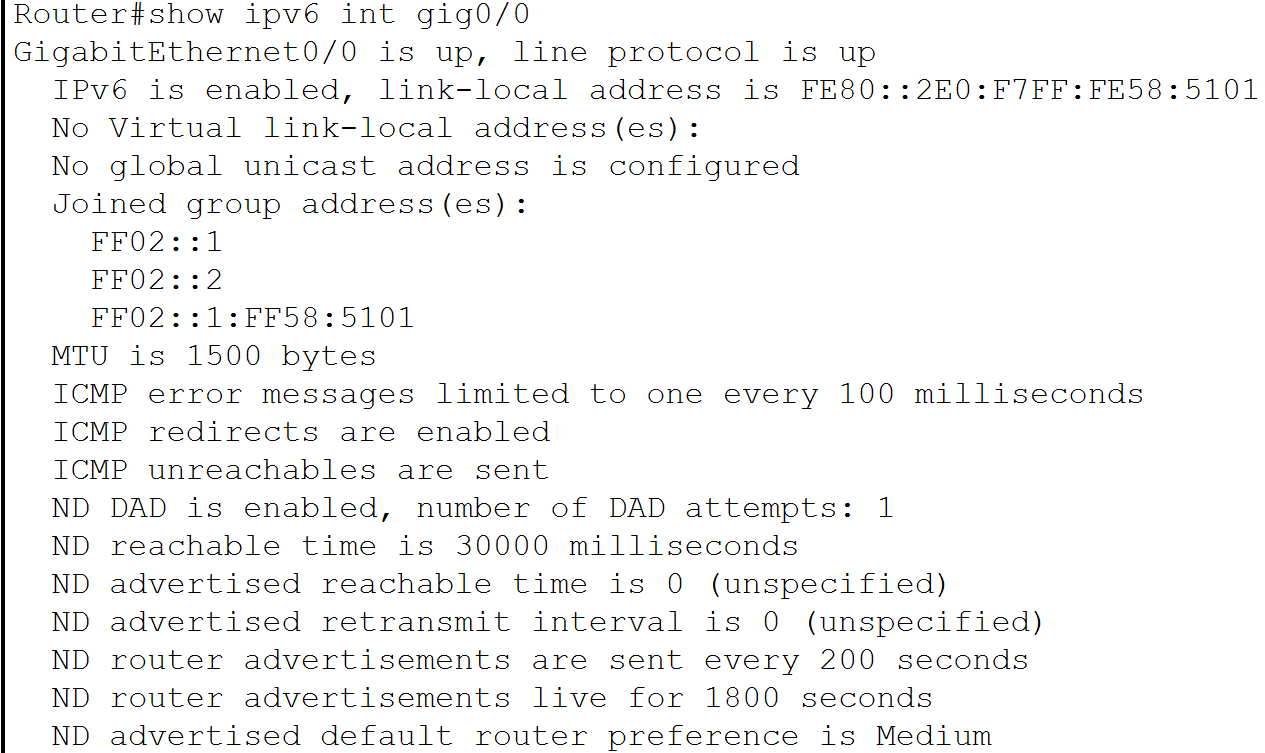 Router#show ipv6 int gig0/0
GigabitEthernet0/0 is up, line protocol is up
IPv6 is enabled, link-local address is FE80::2E0:F7FF:FE58:5101
No Virtual link-local address(es):
No global unicast address is configured
Joined group address(es):
FF02::1
FF02::2
FF02::1:FF58:5101
MTU is 1500 bytes
ICMP error messages limited to one every 100 milliseconds
ICMP redirects are enabled
ICMP unreachables are sent
ND DAD is enabled, number of DAD attempts: 1
ND reachable time is 30000 milliseconds
ND advertised reachable time is 0 (unspecified)
ND advertised retransmit interval is 0 (unspecified)
ND router advertisements are sent every 200 seconds
ND router advertisements live for 1800 seconds
ND advertised default router preference is Medium